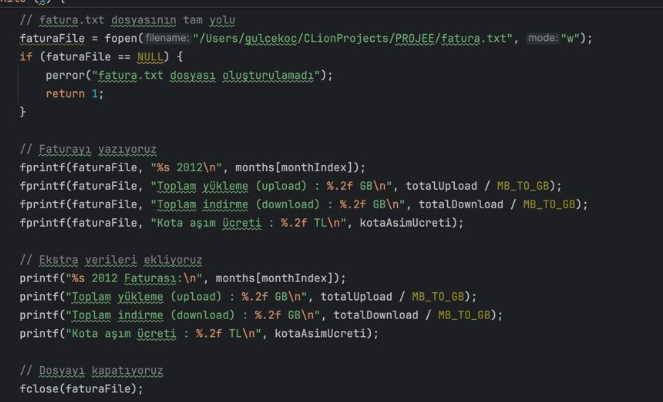 // fatura.txt dosyasının tam yolu
faturaFile = fopen( filename: "/Users/gulcekoc/CLionProjects/PROJEE/fatura.txt", mode: "w");
if (faturaFile == NULL) {
perror("fatura.txt dosyası oluşturulamadı");
return 1;
}
// Faturayı yazıyoruz
fprintf(faturaFile, "%s 2012\n", months[monthIndex]);
fprintf(faturaFile, "Toplam yükleme (upload) : %.2f GB\n", totalUpload / MB_TO_GB);
fprintf(faturaFile, "Toplam indirme (download) : %.2f GB\n", totalDownload / MB_TO_GB);
fprintf(faturaFile, "Kota aşım ücreti : %.2f TL\n", kotaAsimUcreti);
// Ekstra verileri ekliyoruz
printf("%s 2012 Faturası:\n", months[monthIndex]);
printf("Toplam yükleme (upload) : %.2f GB\n", totalUpload / MB_TO_GB);
printf("Toplam indirme (download) : %.2f GB\n", totalDownload / MB_TO_GB);
printf("Kota aşım ücreti : %.2f TL\n", kotaAsimUcreti);
// Dosyayı kapatıyoruz
fclose(faturaFile);